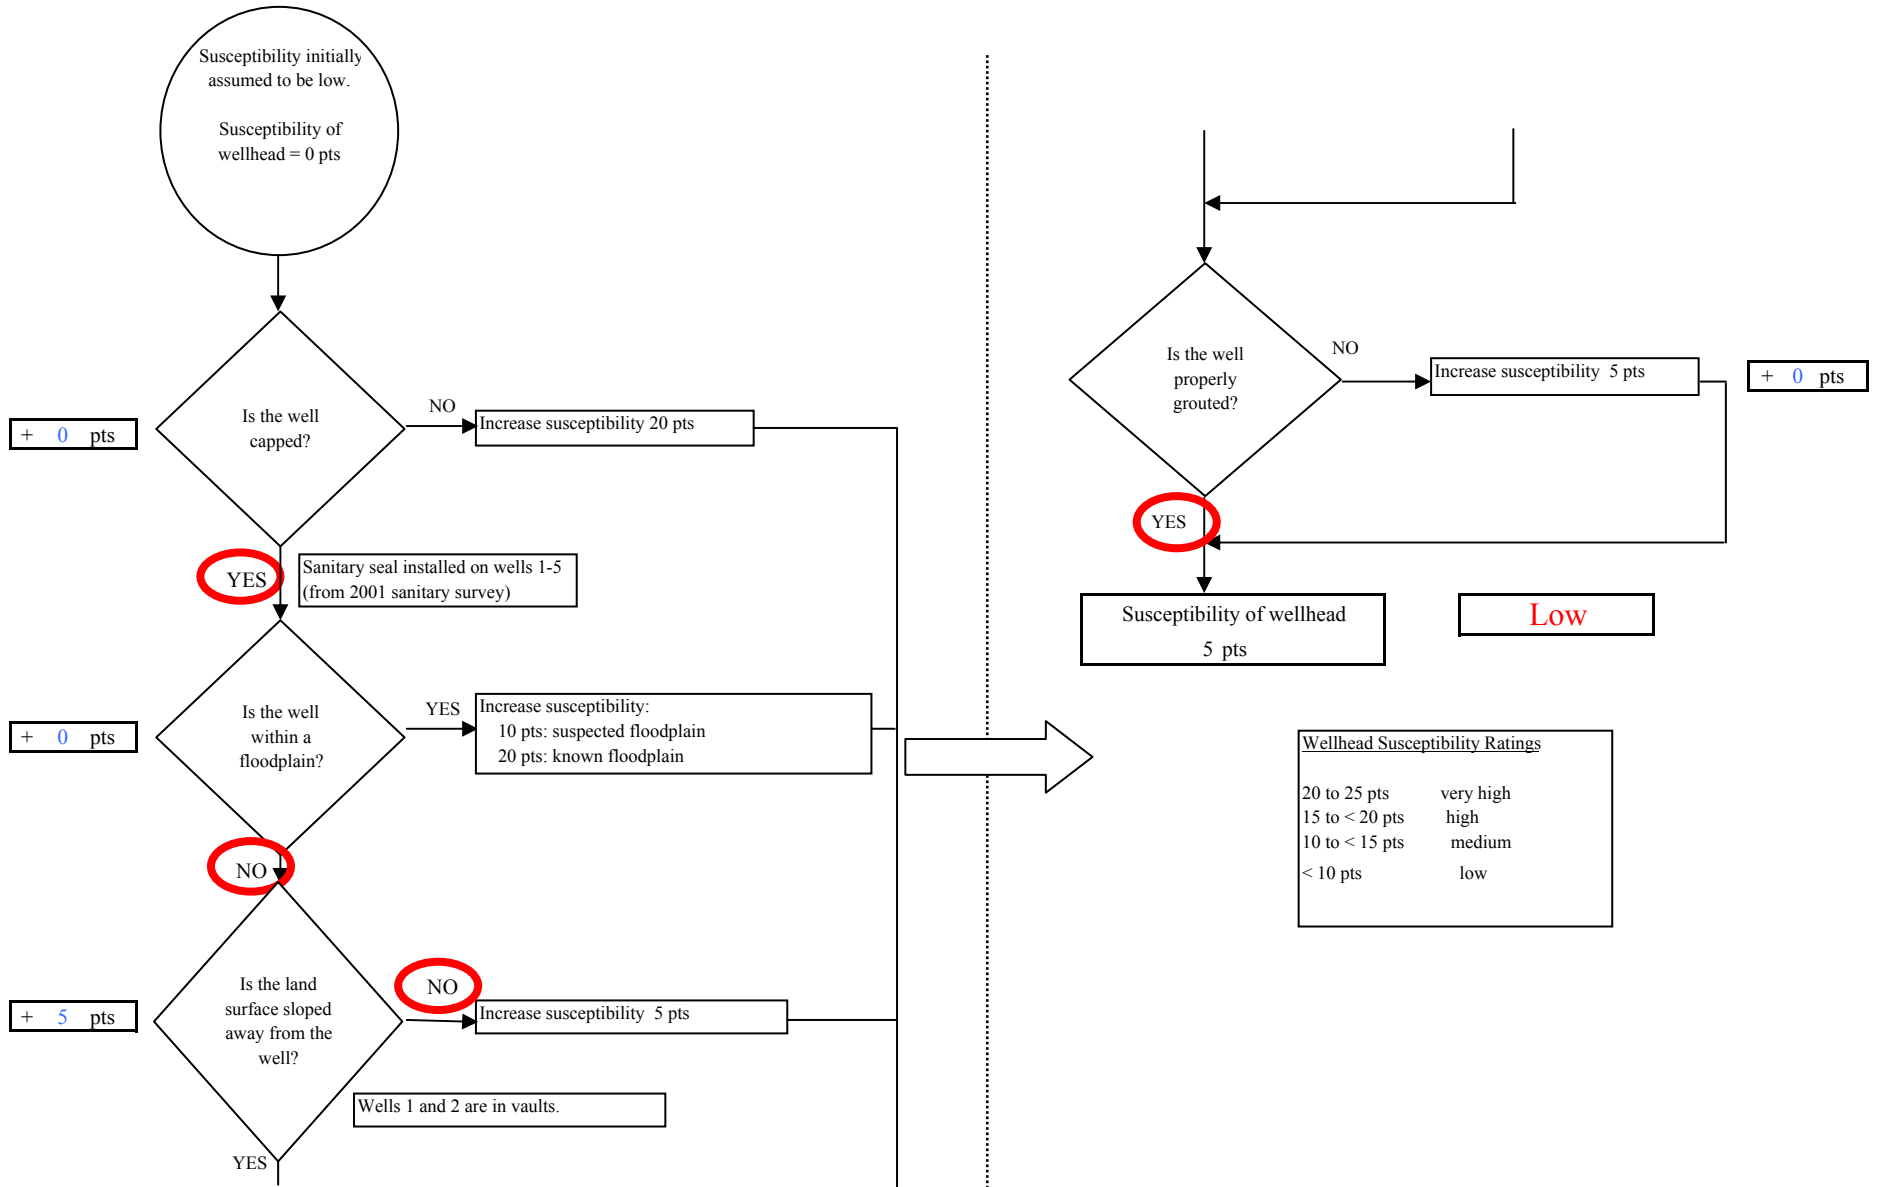 Susceptibility initially
assumed to be low.
Susceptibility of
wellhead = 0 pts
Is the well
capped?
NO
Increase susceptibility 20 pts
+ 0 pts
YES
Sanitary seal installed on wells 1-5
(from 2001 sanitary survey)
Is the well
within a
floodplain?
YES
Increase susceptibility:
10 pts: suspected floodplain
20 pts: known floodplain
+ 0 pts
NO
Is the land
surface sloped
away from the
well?
NO
Increase susceptibility 5 pts
+ 5 pts
Wells 1 and 2 are in vaults.
YES
Is the well
properly
grouted?
NO
Increase susceptibility 5 pts
+ 0 pts
YES
Susceptibility of wellhead
5 pts
Low
Wellhead Susceptibility Ratings
20 to 25 pts very high
15 to < 20 pts high
10 to < 15 pts medium
< 10 pts low